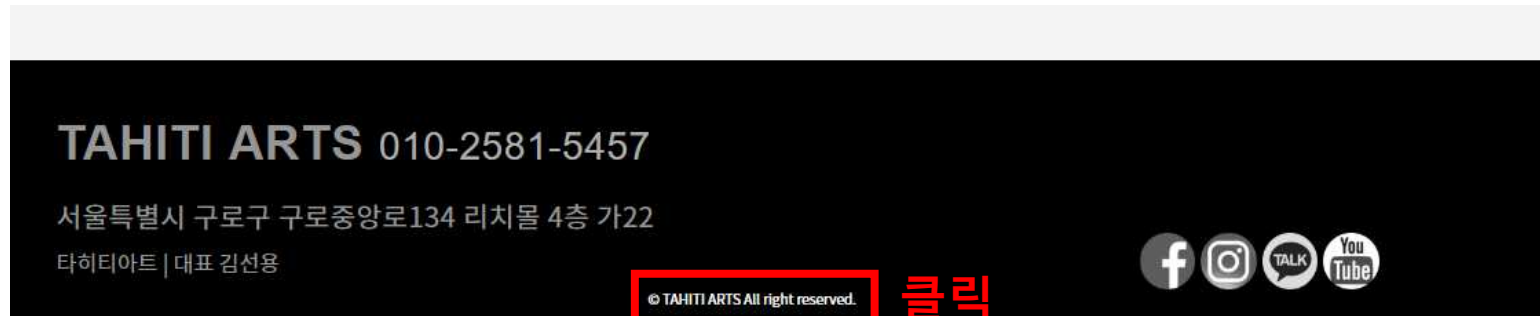 TAHITI ARTS 010-2581-5457
서울특별시 구로구 구로중앙로134 리치몰 4층 가22
타히티아트 | 대표 김선용
TALK
You
Tube
© TAHITI ARTS All right reserved.
클릭